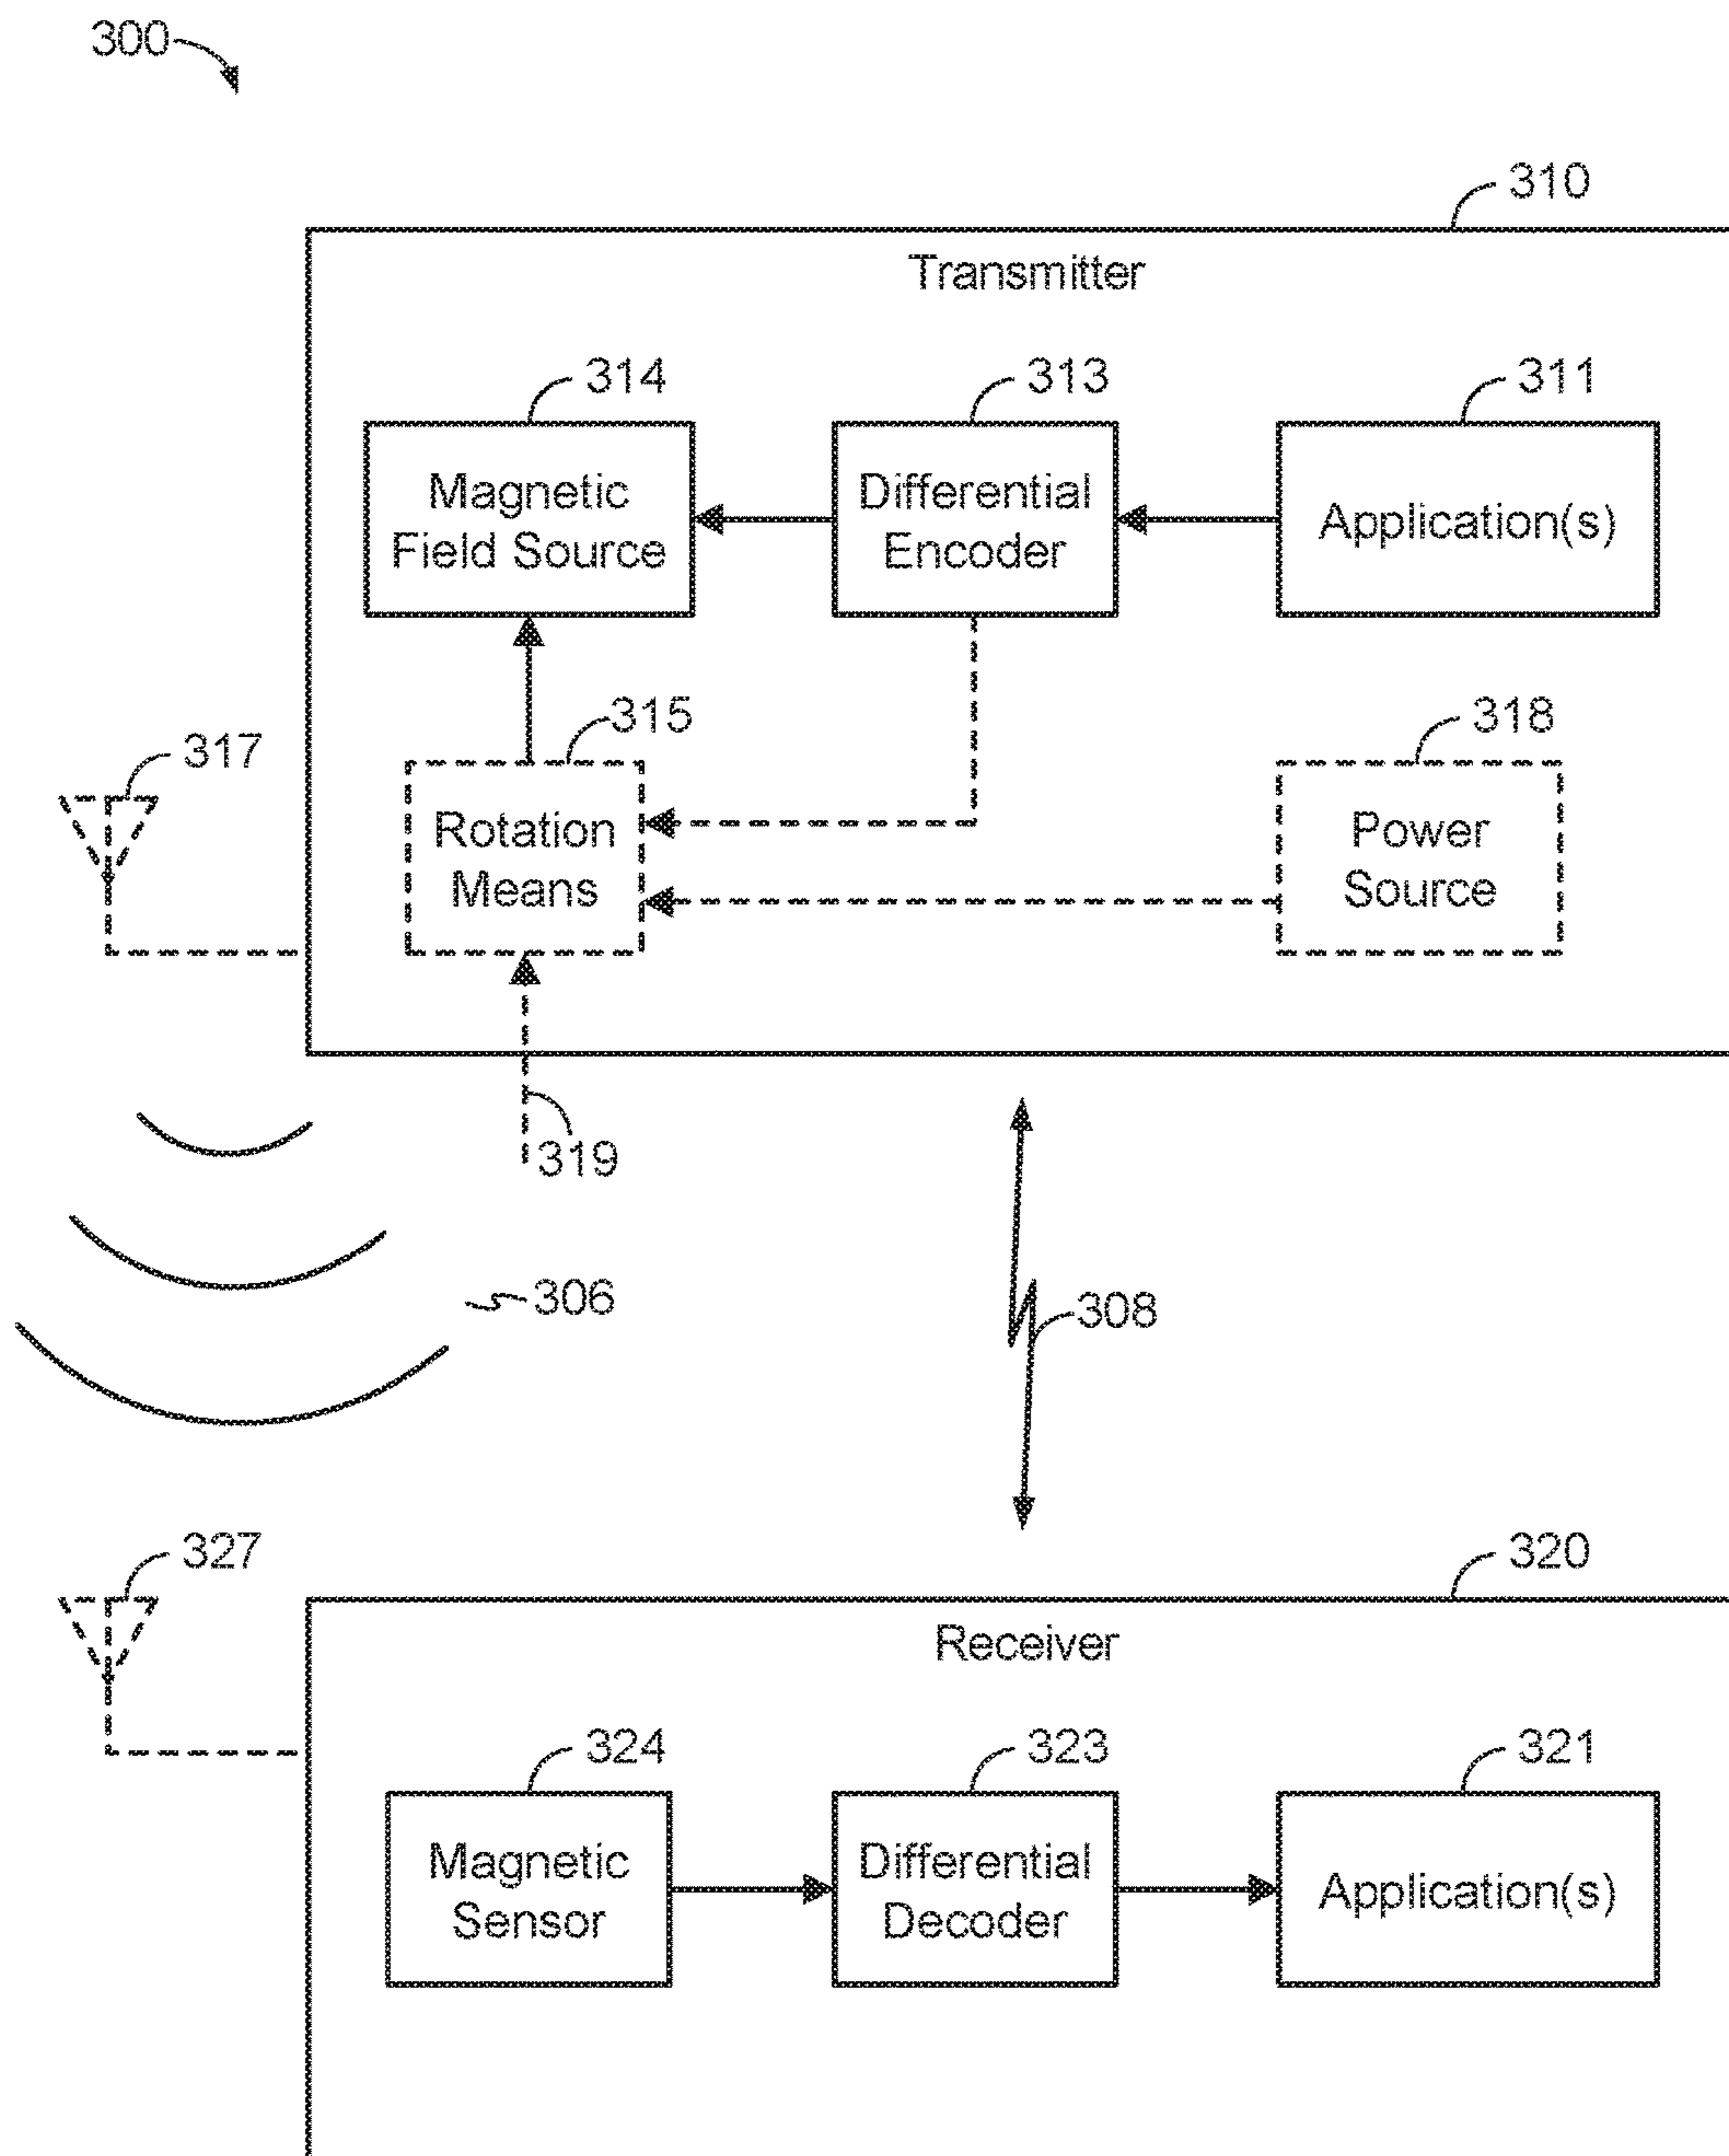 300
310
Transmitter
314
313
311
Magnetic
Field Source
Differential
Encoder
Application(s)
317
315
318
Rotation
Means
Power
Source
319
306
308
327
320
Receiver
324
323
321
Magnetic
Sensor
Differential
Decoder
Application(s)